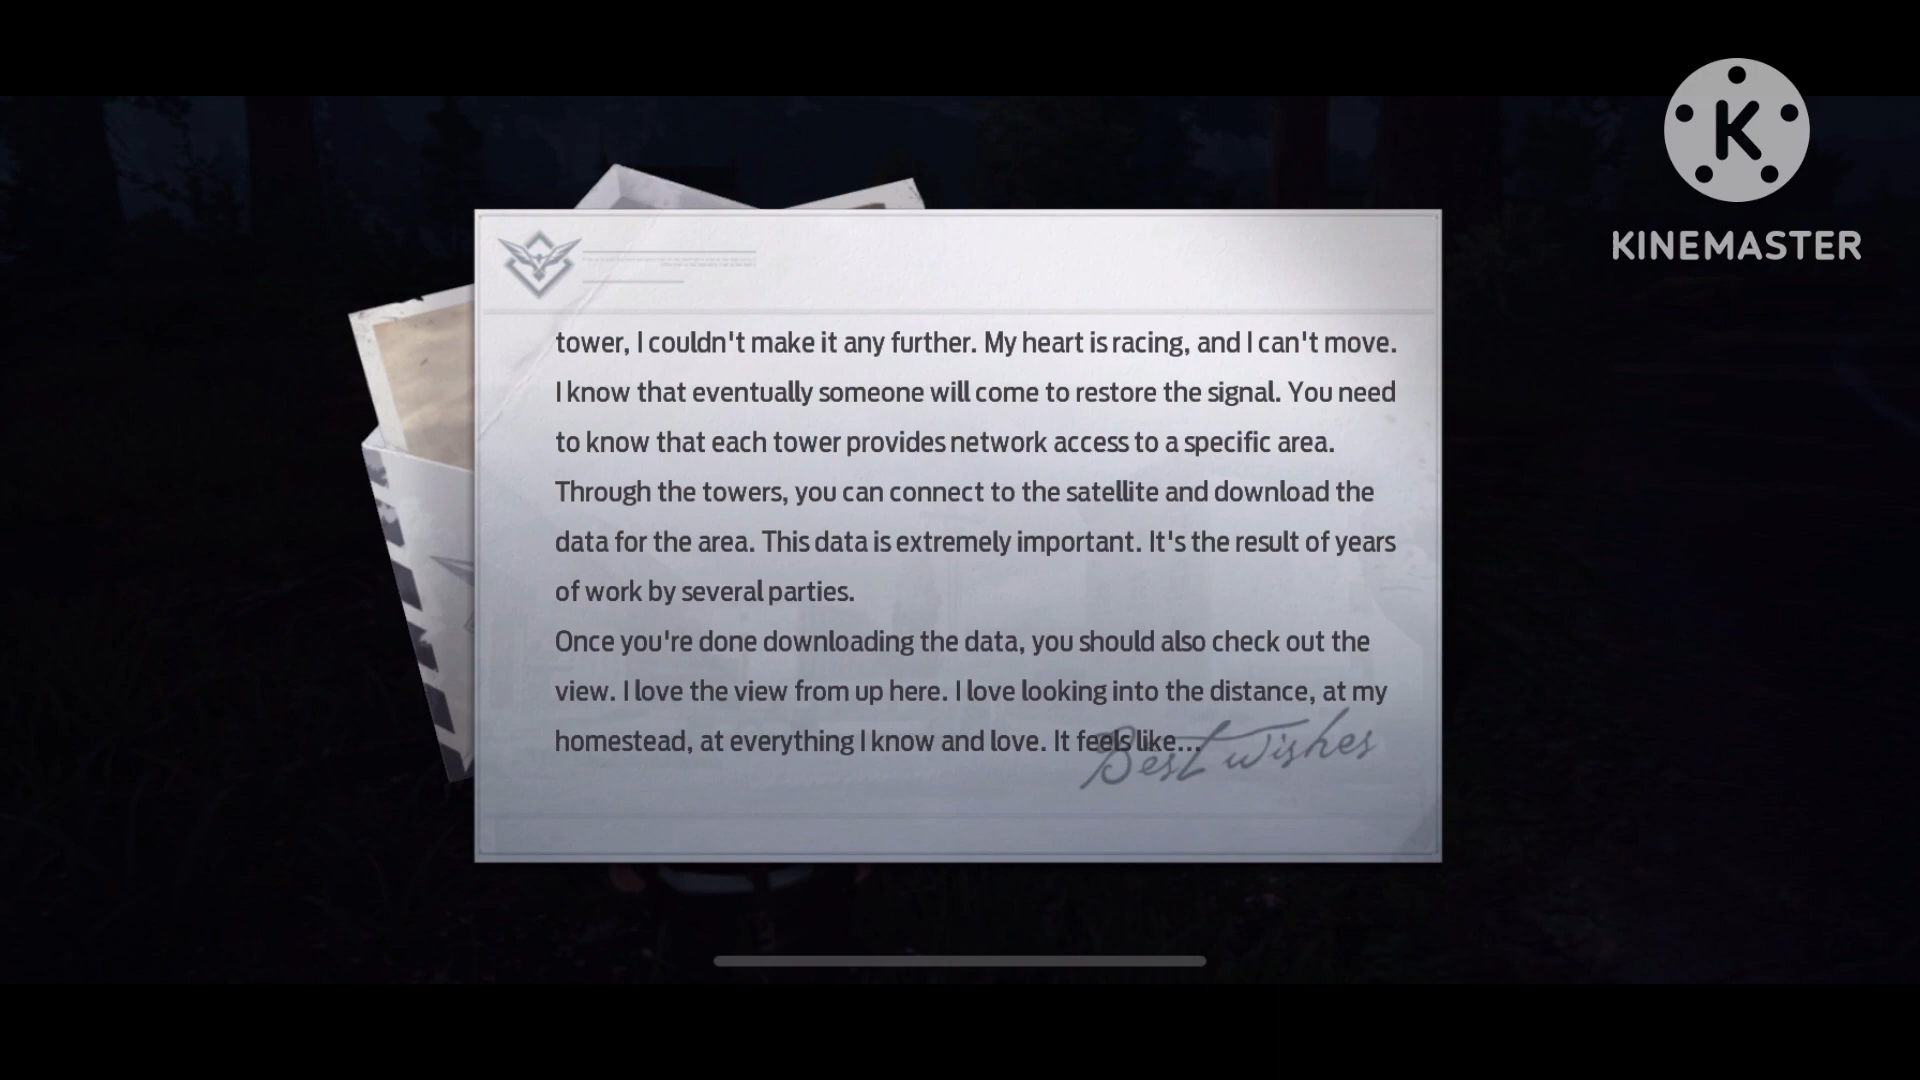 KINEMASTER
tower, I couldn't make it any further. My heart is racing, and I can't move.
I know that eventually someone will come to restore the signal. You need
to know that each tower provides network access to a specific area.
Through the towers, you can connect to the satellite and download the
data for the area. This data is extremely important. It's the result of years
of work by several parties.
Once you're done downloading the data, you should also check out the
view. I love the view from up here. I love looking into the distance, at my
homestead, at everything I know and love. It feels like...
Best wishes